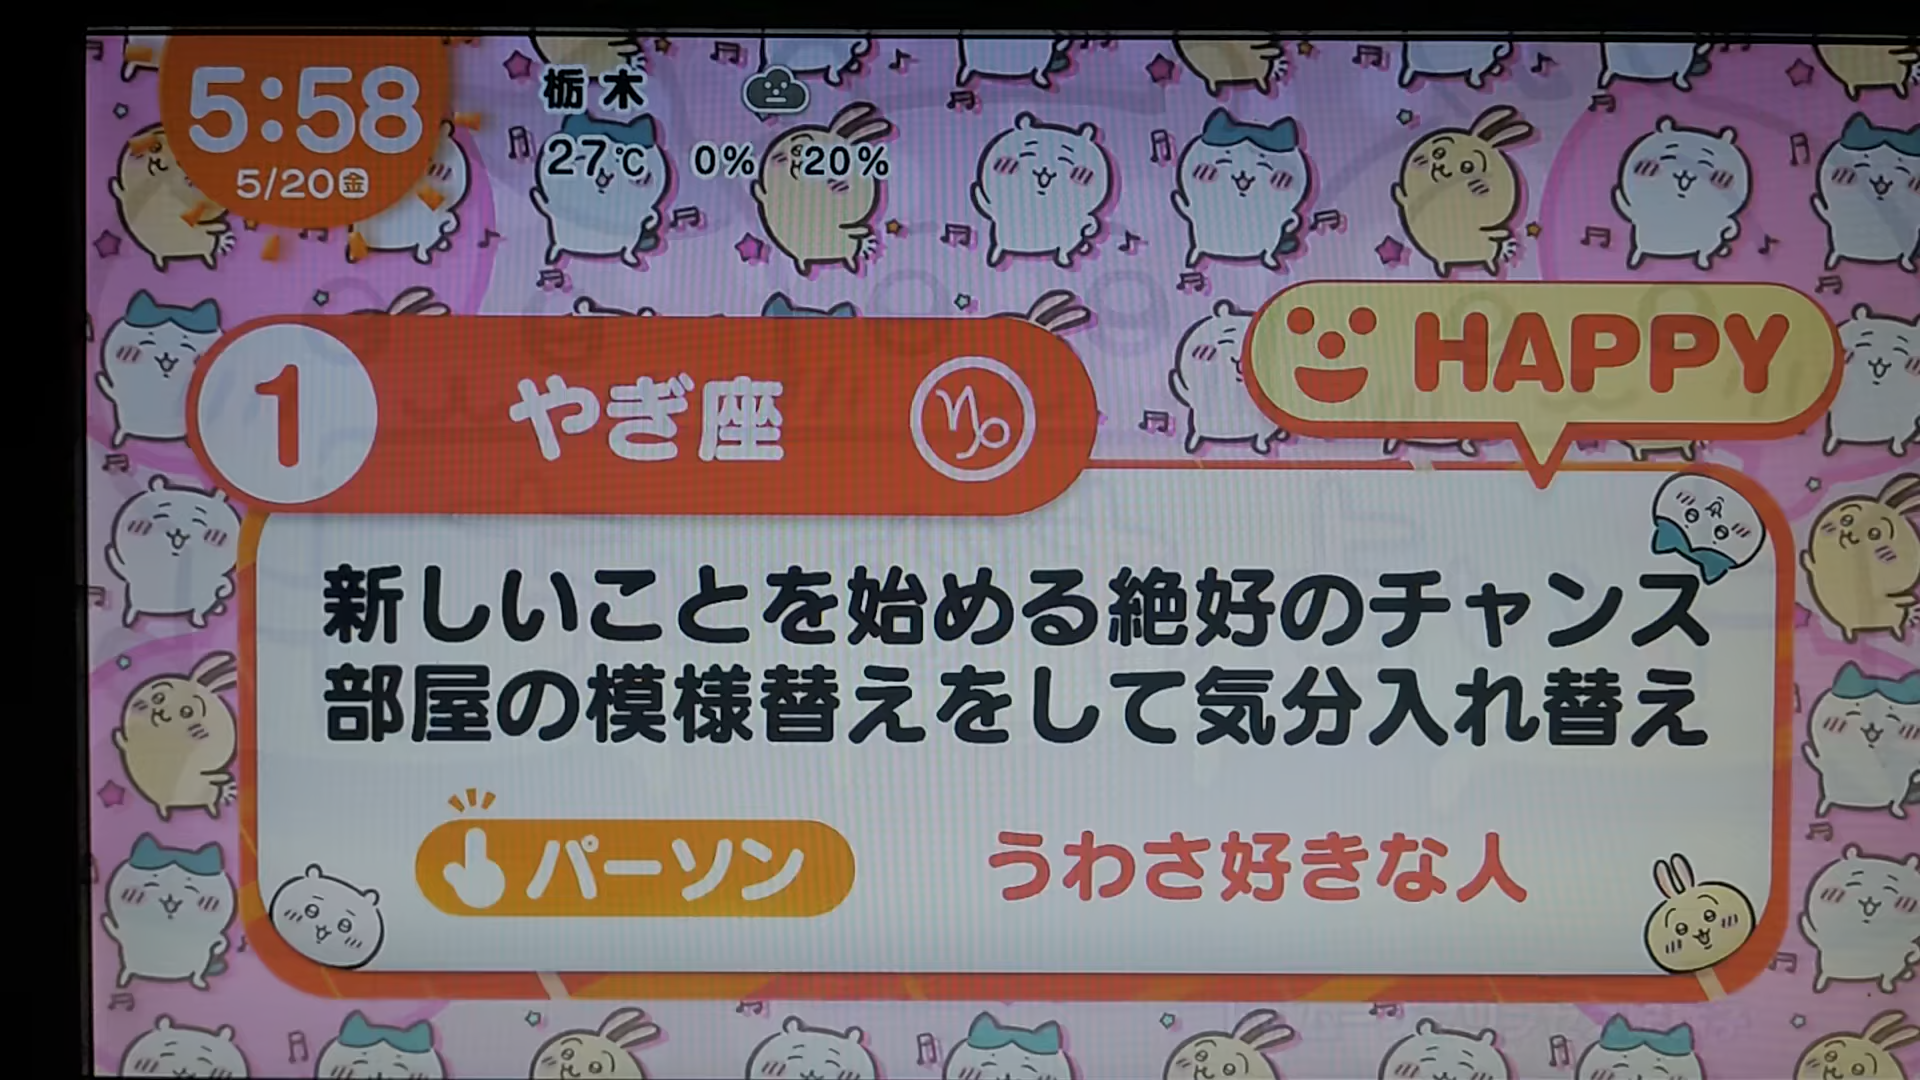 5:58
5/20金
栃木
27℃ 0% 20%
1 やぎ座
HAPPY
新しいことを始める絶好のチャンス
部屋の模様替えをして気分入れ替え
パーソン うわさ好きな人